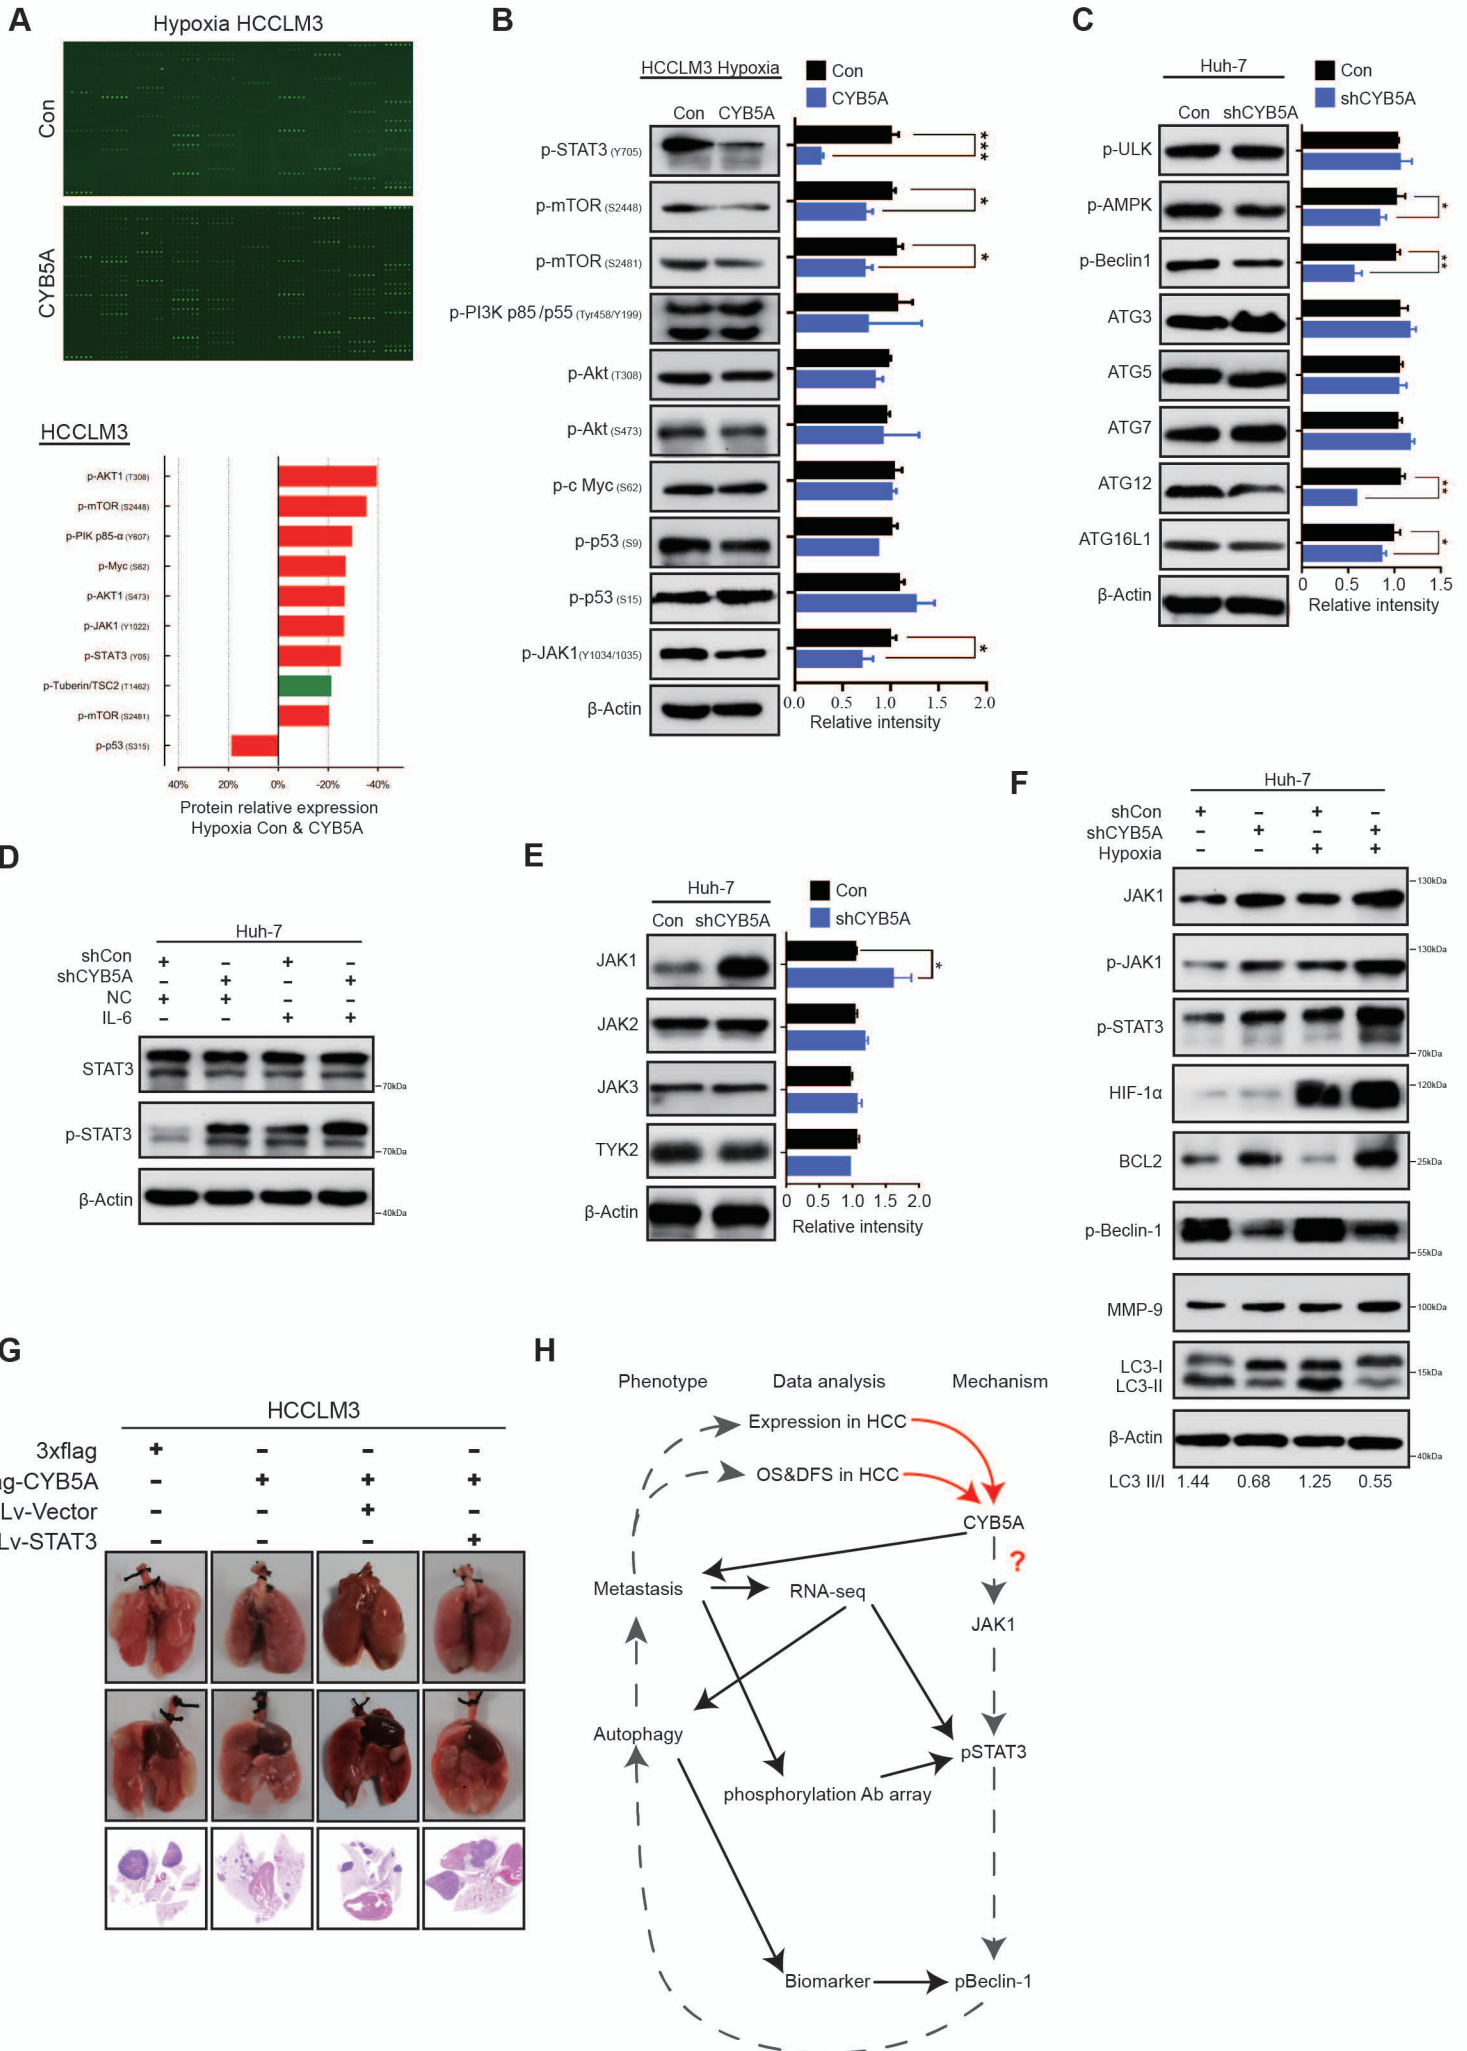 A
Hypoxia HCCLM3
Con
CYB5A
HCCLM3
p-AKT1 (T308)
p-mTOR (S2448)
p-PIK p85-α (Y607)
p-Myc (S62)
p-AKT1 (S473)
p-JAK1 (Y1022)
p-STAT3 (Y05)
p-Tuberin/TSC2 (T1462)
p-mTOR (S2481)
p-p53 (S315)
40% 20% 0% -20% -40%
Protein relative expression
Hypoxia Con & CYB5A
B
HCCLM3 Hypoxia
Con CYB5A
Con
CYB5A
p-STAT3 (Y705)
***
p-mTOR (S2448)
*
p-mTOR (S2481)
*
p-PI3K p85/p55 (Tyr458/Y199)
p-Akt (T308)
p-Akt (S473)
p-c Myc (S62)
p-p53 (S9)
p-p53 (S15)
p-JAK1(Y1034/1035)
*
β-Actin
0.0 0.5 1.0 1.5 2.0
Relative intensity
C
Huh-7
Con shCYB5A
Con
shCYB5A
p-ULK
p-AMPK
*
p-Beclin1
**
ATG3
ATG5
ATG7
ATG12
**
ATG16L1
*
β-Actin
0 0.5 1.0 1.5
Relative intensity
D
Huh-7
shCon + – + –
shCYB5A – + – +
NC + + – –
IL-6 – – + +
STAT3
70kDa
p-STAT3
70kDa
β-Actin
40kDa
E
Huh-7
Con shCYB5A
Con
shCYB5A
JAK1
*
JAK2
JAK3
TYK2
β-Actin
0 0.5 1.0 1.5 2.0
Relative intensity
F
Huh-7
shCon + – + –
shCYB5A – + – +
Hypoxia – – + +
JAK1
130kDa
p-JAK1
130kDa
p-STAT3
70kDa
HIF-1α
120kDa
BCL2
25kDa
p-Beclin-1
55kDa
MMP-9
100kDa
LC3-I
LC3-II
15kDa
β-Actin
40kDa
LC3 II/I 1.44 0.68 1.25 0.55
G
HCCLM3
3xflag + – – –
ag-CYB5A – + + +
Lv-Vector – – + –
Lv-STAT3 – – – +
H
Phenotype Data analysis Mechanism
Expression in HCC
OS&DFS in HCC
CYB5A
?
Metastasis
RNA-seq
JAK1
Autophagy
pSTAT3
phosphorylation Ab array
Biomarker
pBeclin-1